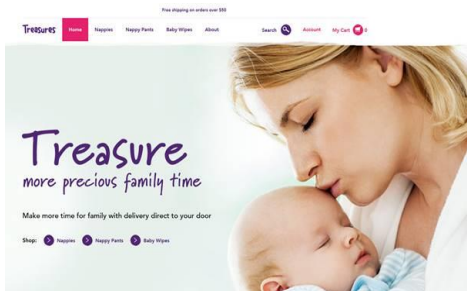 Free shipping on orders over $80
Treasures Home Nappies Nappy Pants Baby Wipes About Search Account My Cart 0
Treasure
more precious family time
Make more time for family with delivery direct to your door
Shop: Nappies Nappy Pants Baby Wipes